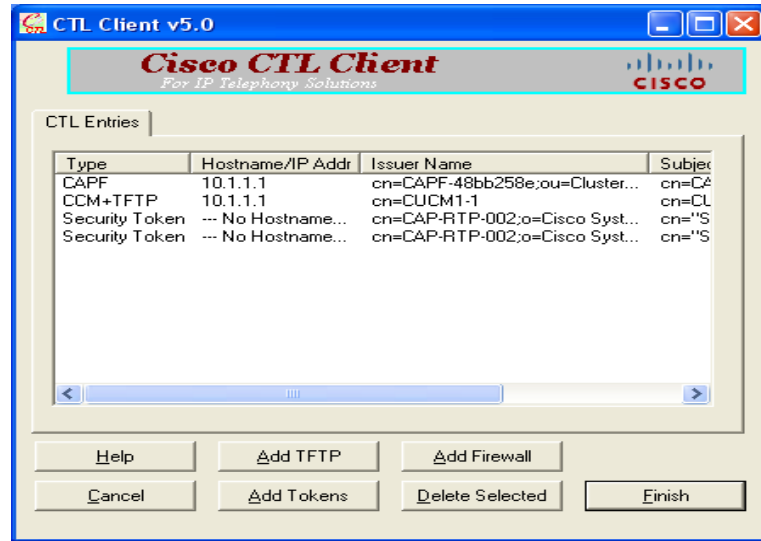 CTL Client v5.0
Cisco CTL Client
For IP Telephony Solutions
CISCO
CTL Entries
Type Hostname/IP Addr Issuer Name Subjec
CAPF 10.1.1.1 cn=CAPF-48bb258e;ou=Cluster... cn=CA
CCM+TFTP 10.1.1.1 cn=CUCM1-1 cn=CU
Security Token --- No Hostname... cn=CAP-RTP-002;o=Cisco Syst... cn="S
Security Token --- No Hostname... cn=CAP-RTP-002;o=Cisco Syst... cn="S
Help Add TFTP Add Firewall
Cancel Add Tokens Delete Selected Finish